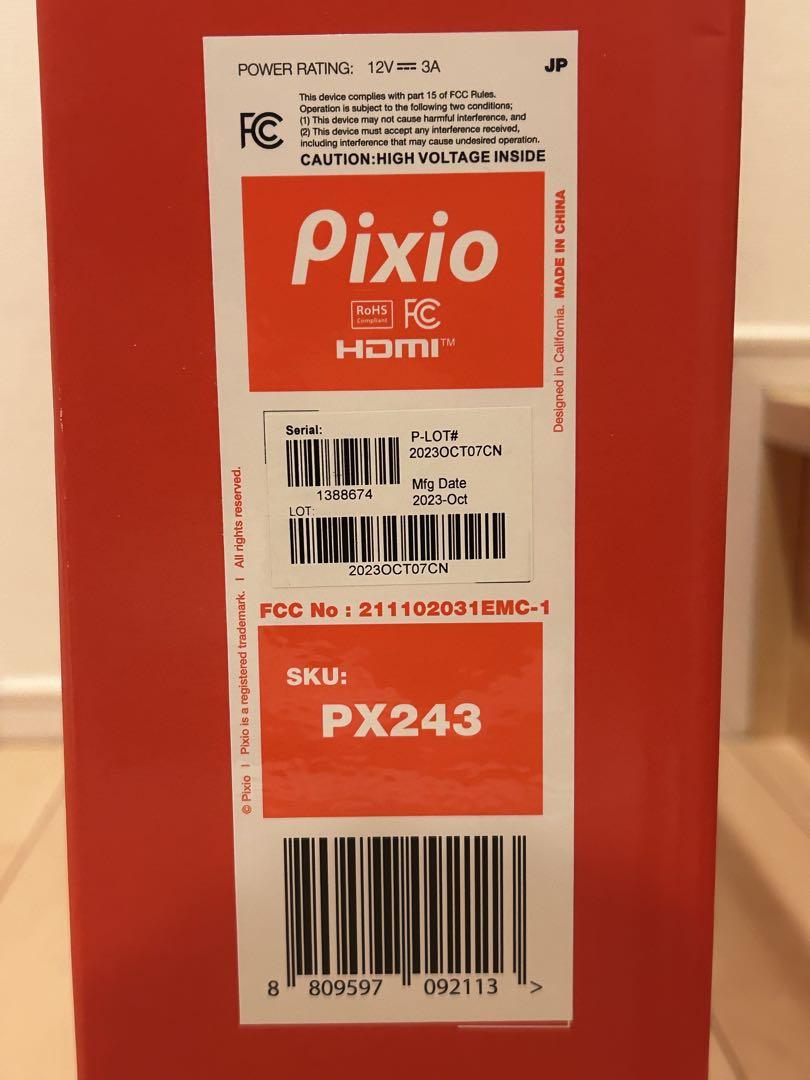 POWER RATING: 12V⎓3A
JP
FC
This device complies with part 15 of FCC Rules.
Operation is subject to the following two conditions;
(1) This device may not cause harmful interference, and
(2) This device must accept any interference received,
including interference that may cause undesired operation.
CAUTION:HIGH VOLTAGE INSIDE
Pixio
RoHS
Compliant
FC
HDMI™
Designed in California. MADE IN CHINA
Serial:
1388674
P-LOT#
2023OCT07CN
Mfg Date
2023-Oct
LOT:
2023OCT07CN
FCC No : 211102031EMC-1
© Pixio I Pixio is a registered trademark. I All rights reserved.
SKU:
PX243
8 809597 092113 >